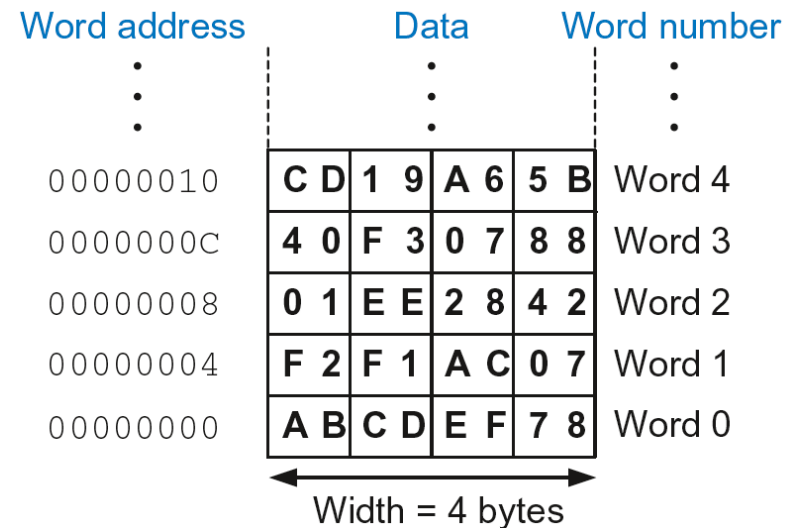 Word address Data Word number
00000010 C D 1 9 A 6 5 B Word 4
0000000C 4 0 F 3 0 7 8 8 Word 3
00000008 0 1 E E 2 8 4 2 Word 2
00000004 F 2 F 1 A C 0 7 Word 1
00000000 A B C D E F 7 8 Word 0
Width = 4 bytes